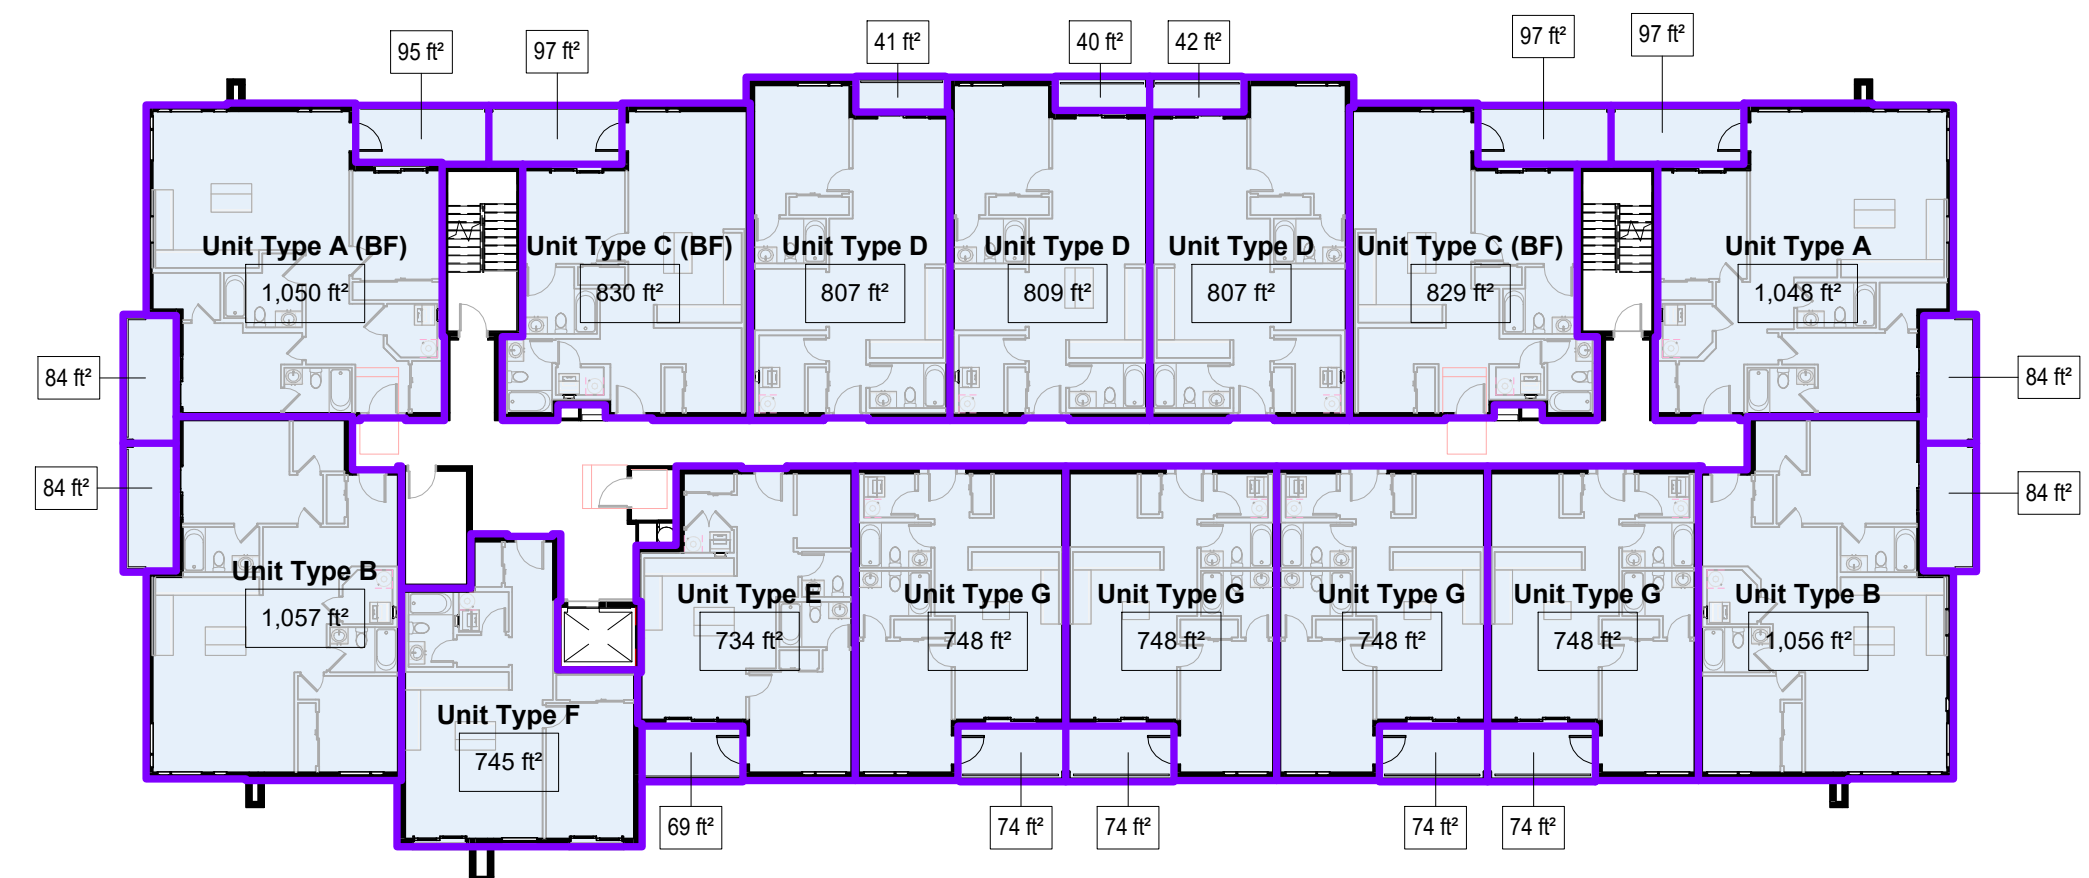 95 ft²
97 ft²
41 ft²
40 ft²
42 ft²
97 ft²
97 ft²
Unit Type A (BF)
1,050 ft²
Unit Type C (BF)
830 ft²
Unit Type D
807 ft²
Unit Type D
809 ft²
Unit Type D
807 ft²
Unit Type C (BF)
829 ft²
Unit Type A
1,048 ft²
84 ft²
84 ft²
84 ft²
84 ft²
Unit Type B
1,057 ft²
Unit Type F
745 ft²
Unit Type E
734 ft²
Unit Type G
748 ft²
Unit Type G
748 ft²
Unit Type G
748 ft²
Unit Type G
748 ft²
Unit Type B
1,056 ft²
69 ft²
74 ft²
74 ft²
74 ft²
74 ft²